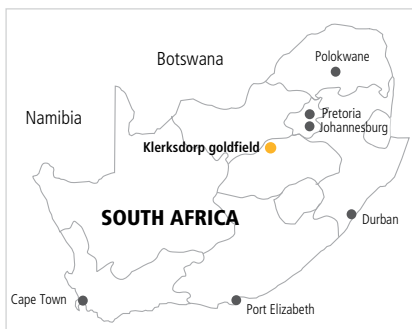 Polokwane
Botswana
Namibia
Pretoria
Johannesburg
Klerksdorp goldfield
SOUTH AFRICA
Durban
Cape Town
Port Elizabeth